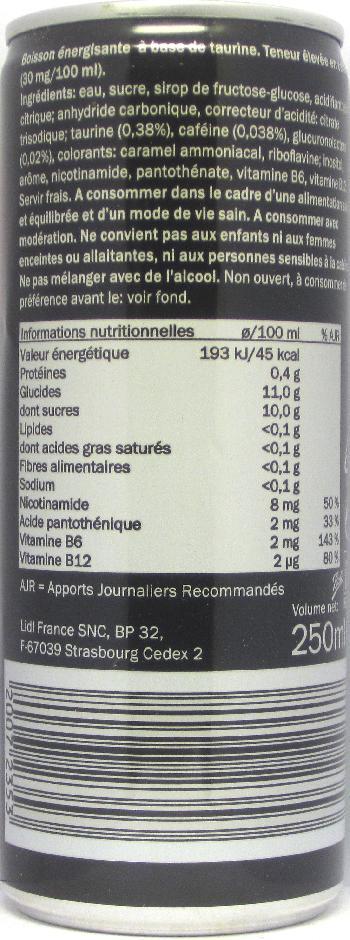 Boisson énergisante à base de taurine. Teneur élevée en
(30 mg/100 ml).
Ingrédients: eau, sucre, sirop de fructose-glucose, acidifiant:
citrique; anhydride carbonique, correcteur d'acidité: citrate
trisodique; taurine (0,38%), caféine (0,038%), glucuronolactone
(0,02%), colorants: caramel ammoniacal, riboflavine; inositol,
arôme, nicotinamide, pantothénate, vitamine B6, vitamine B12.
Servir frais. A consommer dans le cadre d'une alimentation
et équilibrée et d'un mode de vie sain. A consommer avec
modération. Ne convient pas aux enfants ni aux femmes
enceintes ou allaitantes, ni aux personnes sensibles à la
Ne pas mélanger avec de l'alcool. Non ouvert, à consommer
préférence avant le: voir fond.
Informations nutritionnelles ø/100 ml % AJR
Valeur énergétique 193 kJ/45 kcal
Protéines 0,4 g
Glucides 11,0 g
dont sucres 10,0 g
Lipides <0,1 g
dont acides gras saturés <0,1 g
Fibres alimentaires <0,1 g
Sodium <0,1 g
Nicotinamide 8 mg 50 %
Acide pantothénique 2 mg 33 %
Vitamine B6 2 mg 143 %
Vitamine B12 2 µg 80 %
AJR = Apports Journaliers Recommandés
Volume net:
250ml
Lidl France SNC, BP 32,
F-67039 Strasbourg Cedex 2
20072353